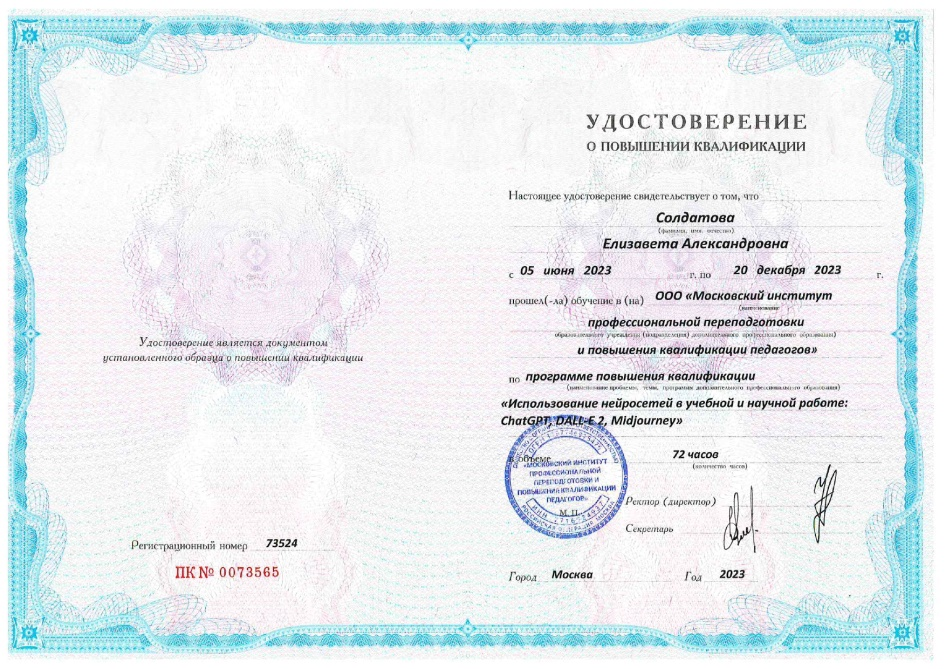 Удостоверение является документом
установленного образца о повышении квалификации
Регистрационный номер 73524
ПК № 0073565
УДОСТОВЕРЕНИЕ
О ПОВЫШЕНИИ КВАЛИФИКАЦИИ
Настоящее удостоверение свидетельствует о том, что
Солдатова
(фамилия, имя, отчество)
Елизавета Александровна
с 05 июня 2023 г. по 20 декабря 2023 г.
прошел(-ла) обучение в (на) ООО «Московский институт
(наименование
профессиональной переподготовки
образовательного учреждения (подразделения) дополнительного профессионального образования)
и повышения квалификации педагогов»
по программе повышения квалификации
(наименование проблемы, темы, программы дополнительного профессионального образования)
«Использование нейросетей в учебной и научной работе:
ChatGPT, DALL-E 2, Midjourney»
в объеме 72 часов
(количество часов)
«МОСКОВСКИЙ ИНСТИТУТ
ПРОФЕССИОНАЛЬНОЙ
ПЕРЕПОДГОТОВКИ И
ПОВЫШЕНИЯ КВАЛИФИКАЦИИ
ПЕДАГОГОВ»
М. П.
Ректор (директор)
Секретарь
Город Москва Год 2023